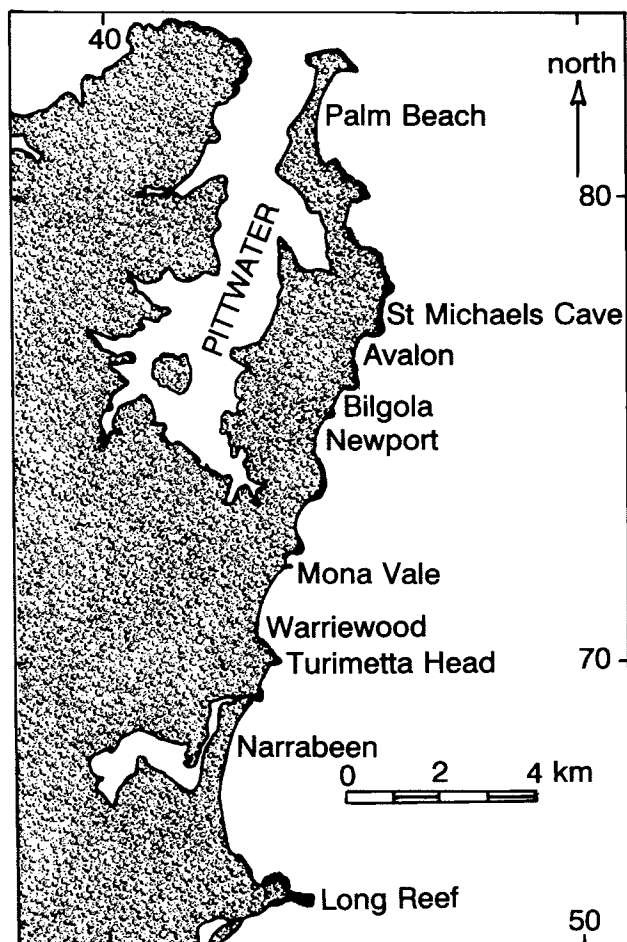 40
north
Palm Beach
80
PITTWATER
St Michaels Cave
Avalon
Bilgola
Newport
Mona Vale
Warriewood
Turimetta Head
70
Narrabeen
0 2 4 km
Long Reef
50